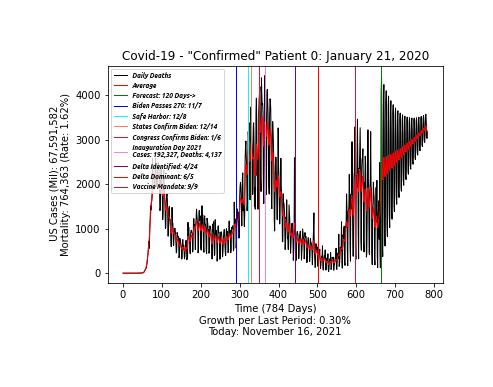 Covid-19 - "Confirmed" Patient 0: January 21, 2020
Daily Deaths
Average
Forecast: 120 Days->
Biden Passes 270: 11/7
Safe Harbor: 12/8
States Confirm Biden: 12/14
Congress Confirms Biden: 1/6
Inauguration Day 2021
Cases: 192,327, Deaths: 4,137
Delta Identified: 4/24
Delta Dominant: 6/5
Vaccine Mandate: 9/9
US Cases (Mil): 67,591,582
Mortality: 764,363 (Rate: 1.62%)
4000
3000
2000
1000
0
0 100 200 300 400 500 600 700 800
Time (784 Days)
Growth per Last Period: 0.30%
Today: November 16, 2021